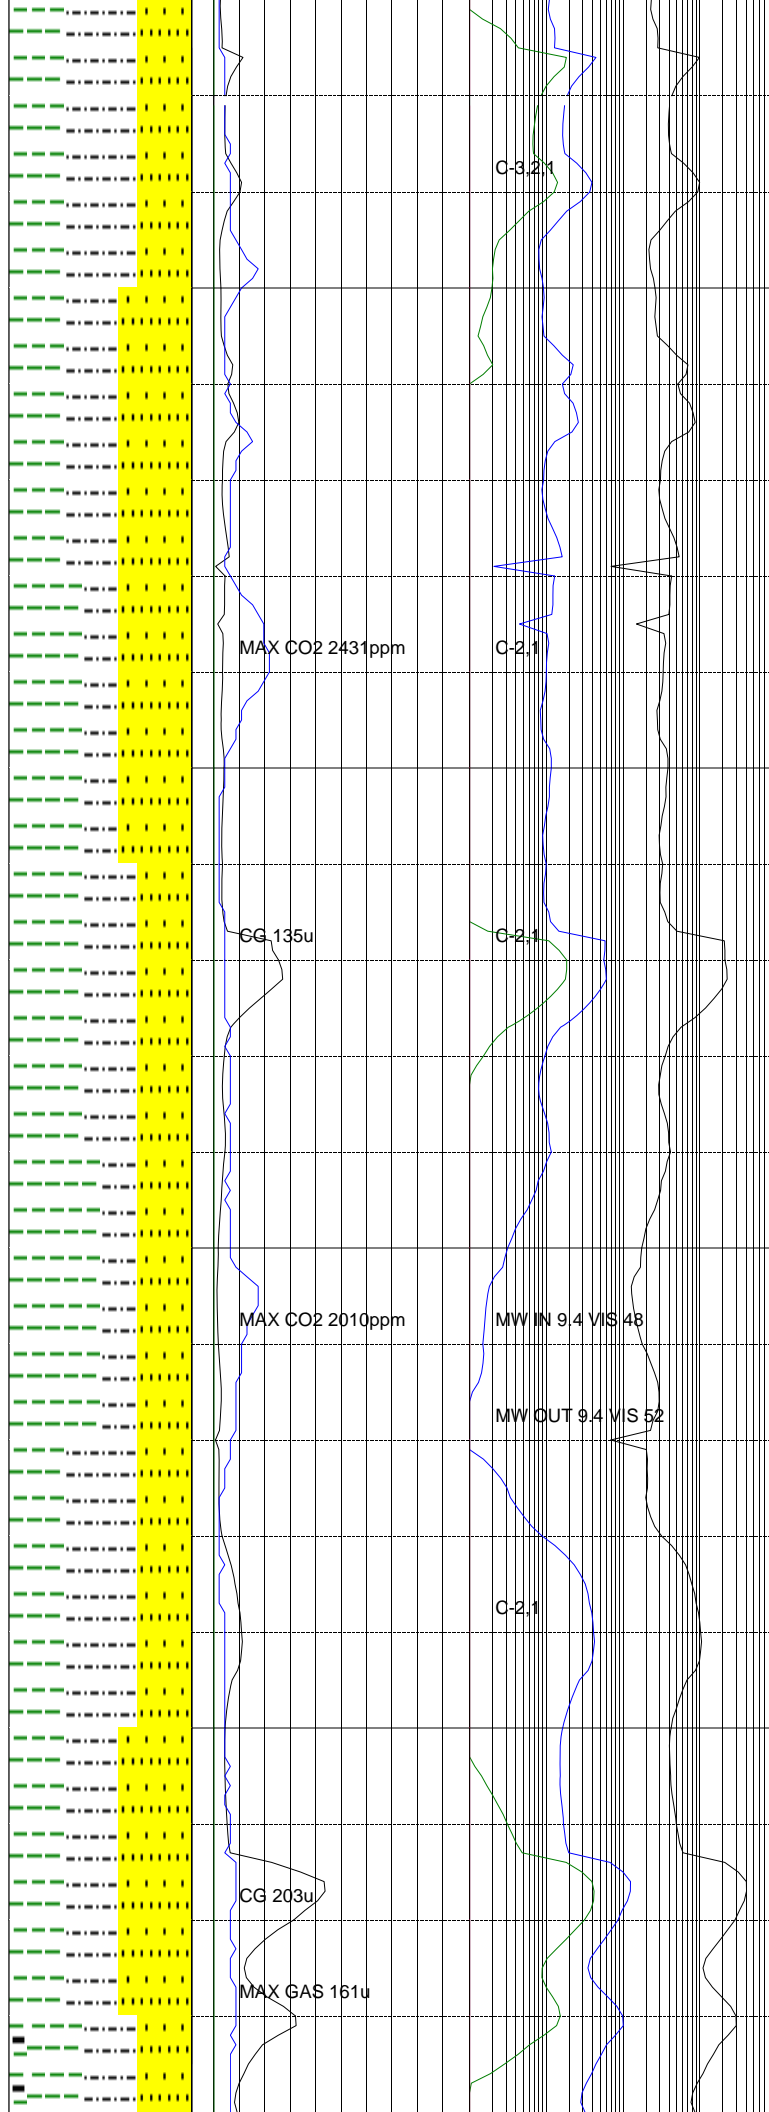 C-3,2,1
MAX CO2 2431ppm C-2,1
CG 135u C-2,1
MAX CO2 2010ppm MW IN 9.4 VIS 48
MW OUT 9.4 VIS 52
C-2,1
CG 203u
MAX GAS 161u